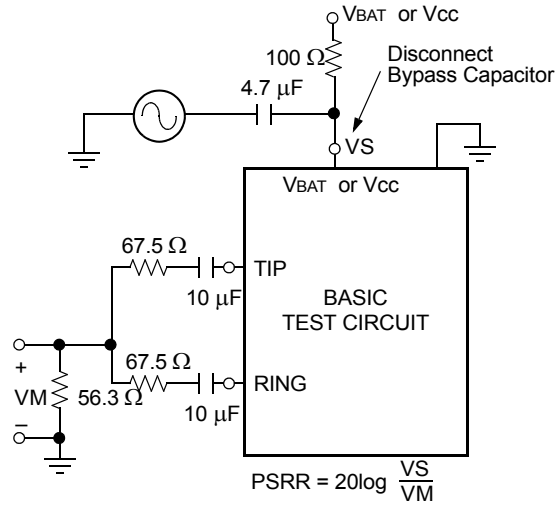 VBAT or Vcc
100 Ω
Disconnect
Bypass Capacitor
4.7 μF
VS
VBAT or Vcc
67.5 Ω
TIP
10 μF
BASIC
TEST CIRCUIT
67.5 Ω
+
VM
56.3 Ω
RING
10 μF
–
PSRR = 20log VS
VM